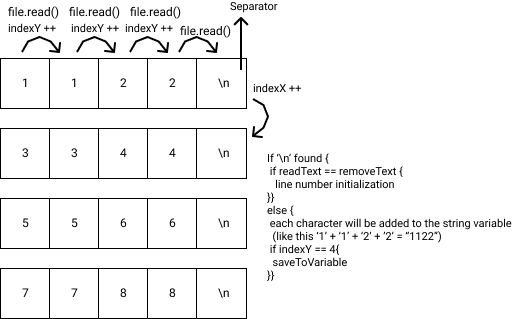 Separator
file.read() file.read() file.read()
indexY ++ indexY ++ indexY ++ file.read()
1 1 2 2 \n
indexX ++
3 3 4 4 \n
If '\n' found {
if readText == removeText {
line number initialization
}}
else {
each character will be added to the string variable
(like this '1' + '1' + '2' + '2' = "1122")
if indexY == 4{
saveToVariable
}}
5 5 6 6 \n
7 7 8 8 \n